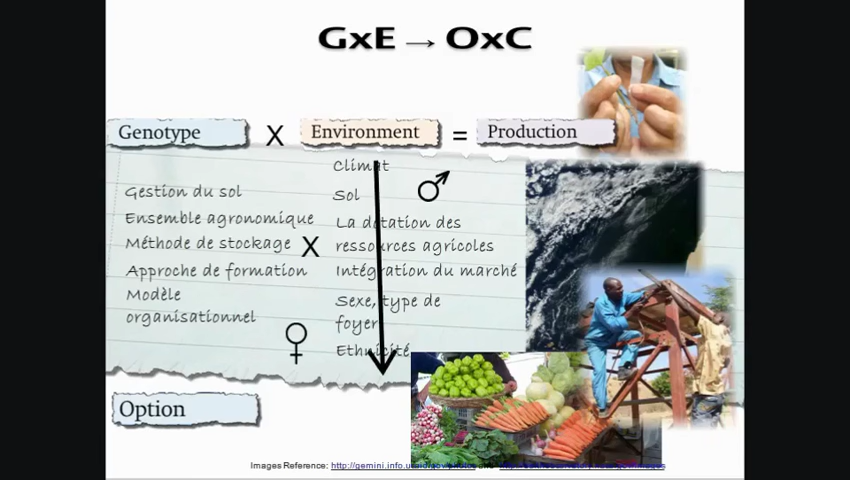 GxE → OxC
Genotype X Environment = Production
Climat
Gestion du sol
Sol
Ensemble agronomique
La dotation des
Méthode de stockage X ressources agricoles
Approche de formation
Intégration du marché
Modèle
organisationnel
Sexe, type de
foyer
Ethnicité
Option
Images Reference: http://gemini.info.usaid.gov/photos